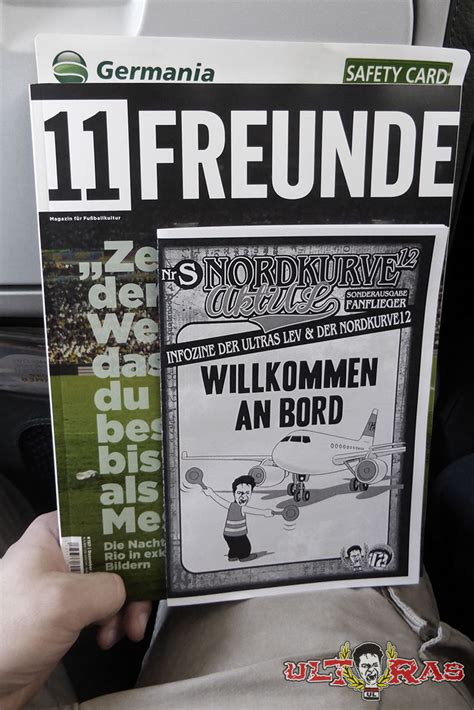 Germania
SAFETY CARD
11 FREUNDE
Magazin für Fußballkultur
„Ze
der
We
das
du
bes
bis
als
Me
Die Nacht
Rio in ex
Bildern
Nr S NORDKURVE 12
aktuell
SONDERAUSGABE
FANFLIEGER
INFOZINE DER ULTRAS LEV & DER NORDKURVE12
WILLKOMMEN
AN BORD
ULTRAS
UL